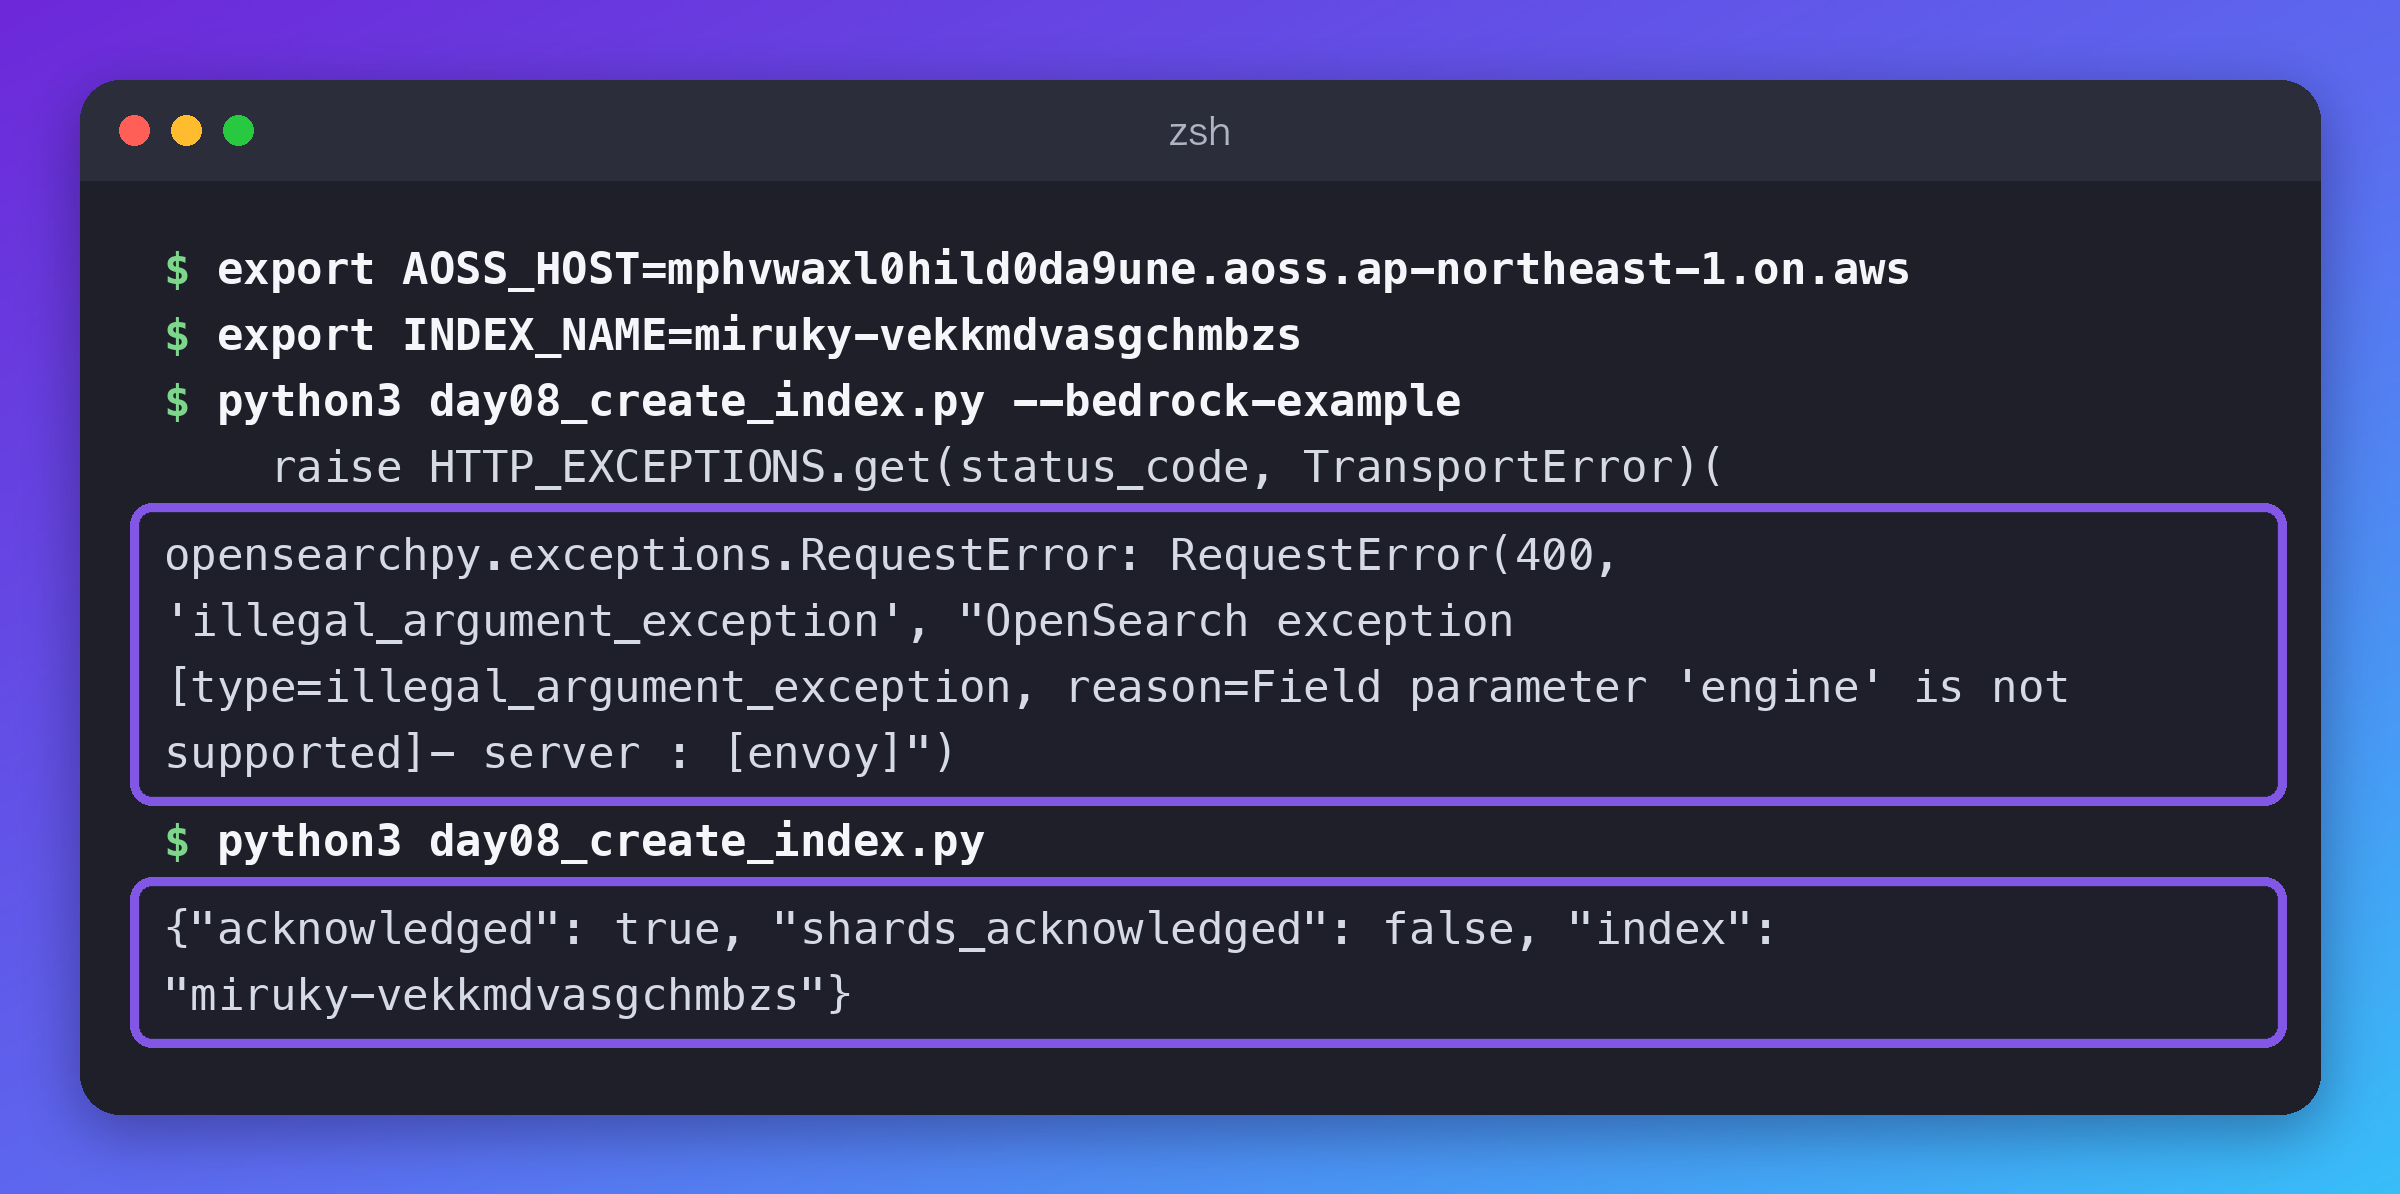 zsh
$ export AOSS_HOST=mphvwaxl0hild0da9une.aoss.ap-northeast-1.on.aws
$ export INDEX_NAME=miruky-vekkmdvasgchmbzs
$ python3 day08_create_index.py --bedrock-example
    raise HTTP_EXCEPTIONS.get(status_code, TransportError)(
opensearchpy.exceptions.RequestError: RequestError(400,
'illegal_argument_exception', "OpenSearch exception
[type=illegal_argument_exception, reason=Field parameter 'engine' is not
supported]- server : [envoy]")
$ python3 day08_create_index.py
{"acknowledged": true, "shards_acknowledged": false, "index":
"miruky-vekkmdvasgchmbzs"}